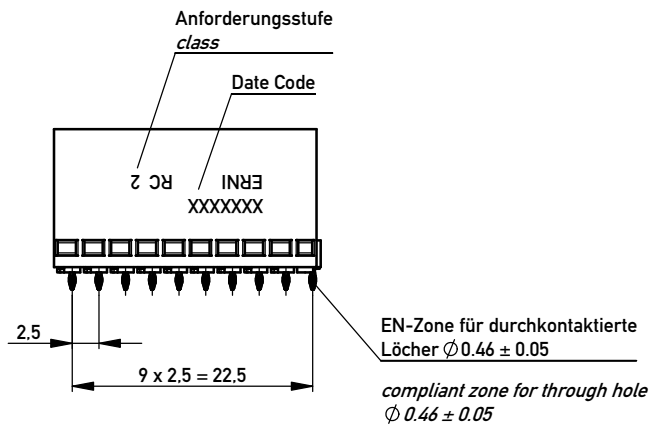 Anforderungsstufe
class
Date Code
RC 2
ERNI
XXXXXXX
2,5
9 x 2,5 = 22,5
EN-Zone für durchkontaktierte
Löcher ∅ 0.46 ± 0.05
compliant zone for through hole
∅ 0.46 ± 0.05